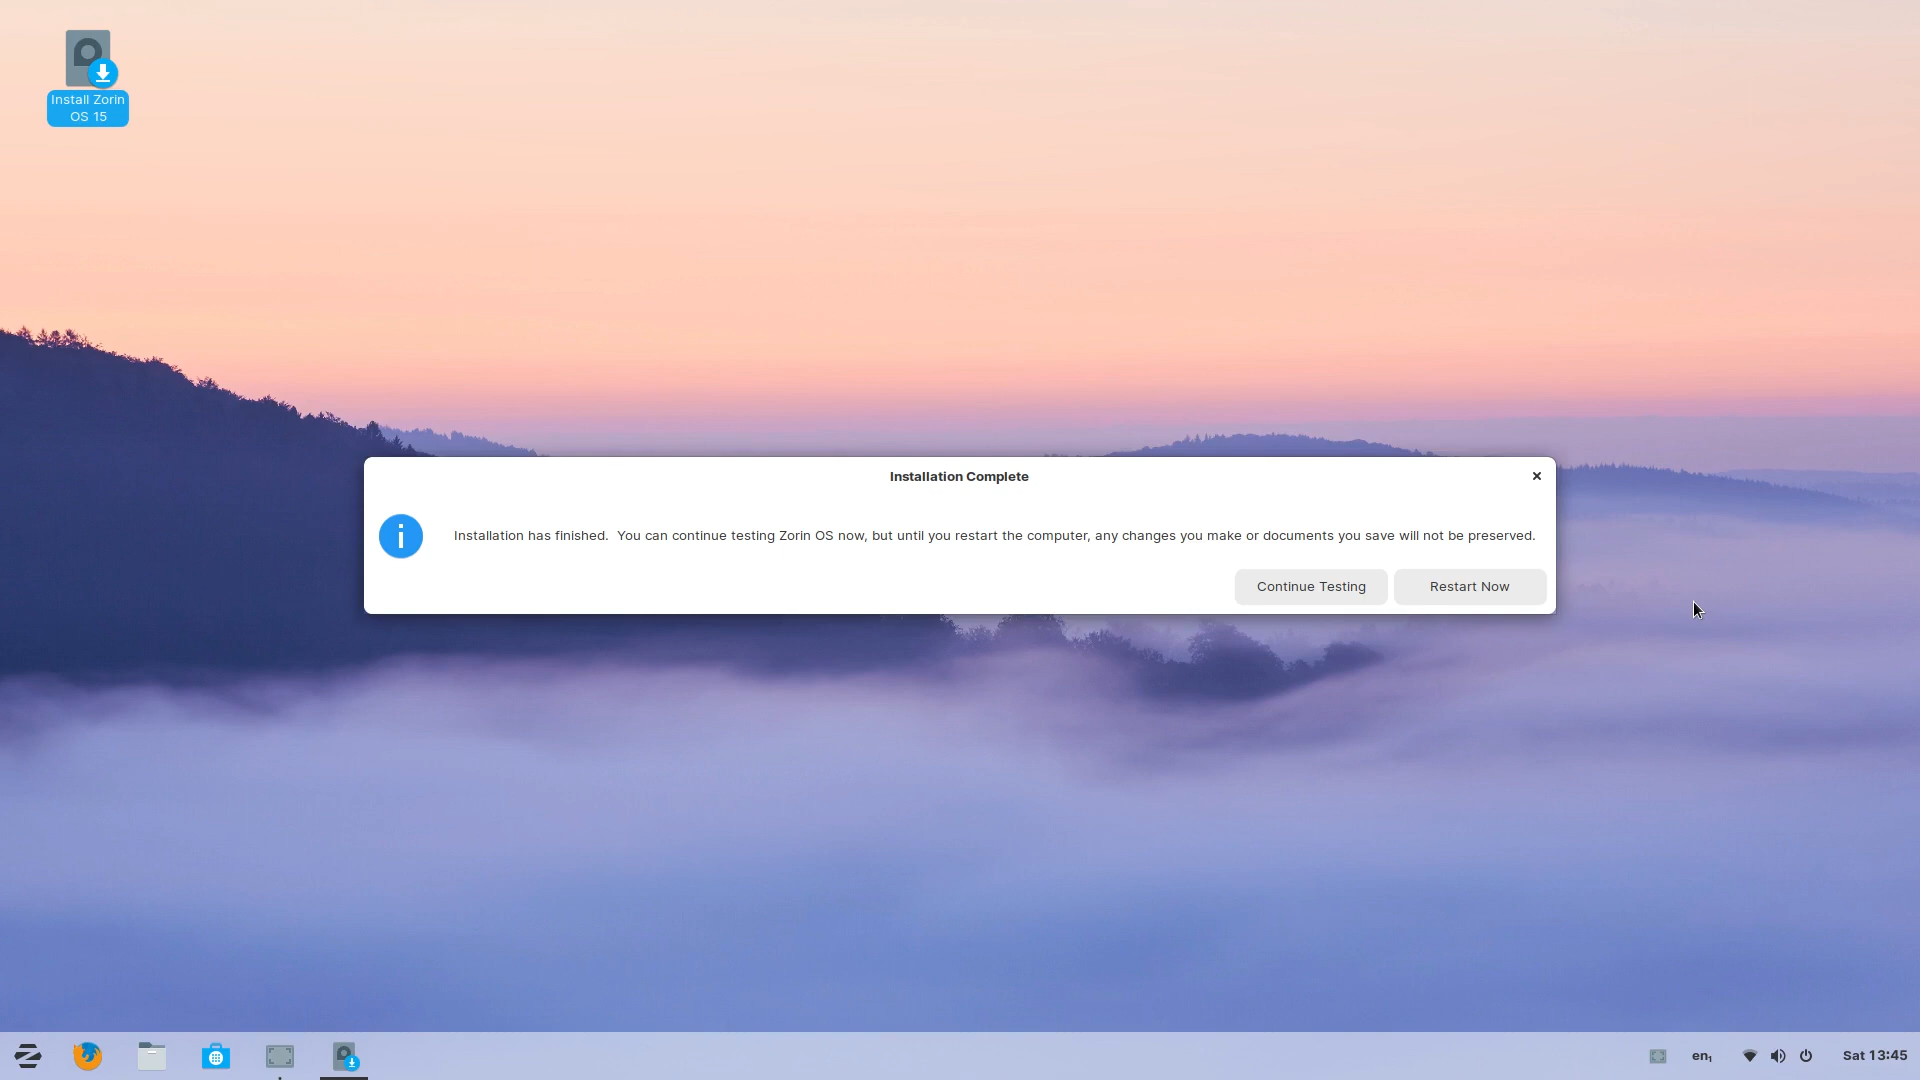 Install Zorin
OS 15
Installation Complete
Installation has finished.  You can continue testing Zorin OS now, but until you restart the computer, any changes you make or documents you save will not be preserved.
Continue Testing
Restart Now
en₁
Sat 13:45